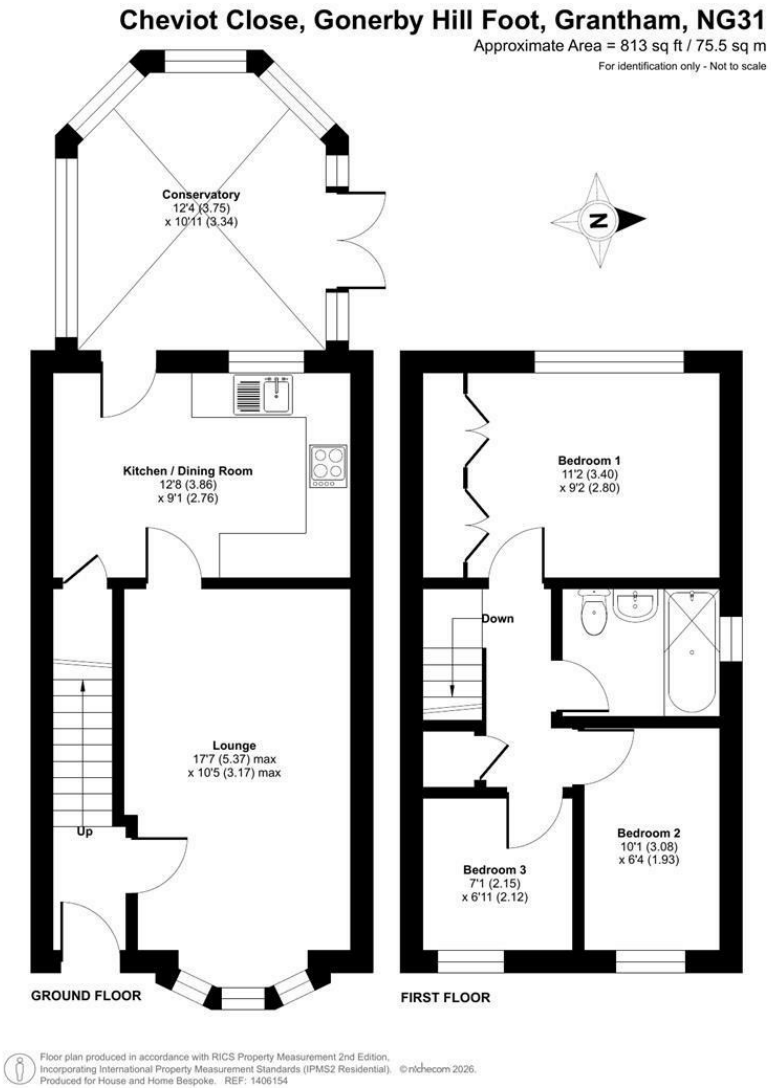 Cheviot Close, Gonerby Hill Foot, Grantham, NG31
Approximate Area = 813 sq ft / 75.5 sq m
For identification only - Not to scale
Conservatory
12'4 (3.75)
x 10'11 (3.34)
N
Kitchen / Dining Room
12'8 (3.86)
x 9'1 (2.76)
Bedroom 1
11'2 (3.40)
x 9'2 (2.80)
Down
Lounge
17'7 (5.37) max
x 10'5 (3.17) max
Up
Bedroom 2
10'1 (3.08)
x 6'4 (1.93)
Bedroom 3
7'1 (2.15)
x 6'11 (2.12)
GROUND FLOOR
FIRST FLOOR
Floor plan produced in accordance with RICS Property Measurement 2nd Edition,
Incorporating International Property Measurement Standards (IPMS2 Residential). © nichecom 2026.
Produced for House and Home Bespoke. REF: 1406154